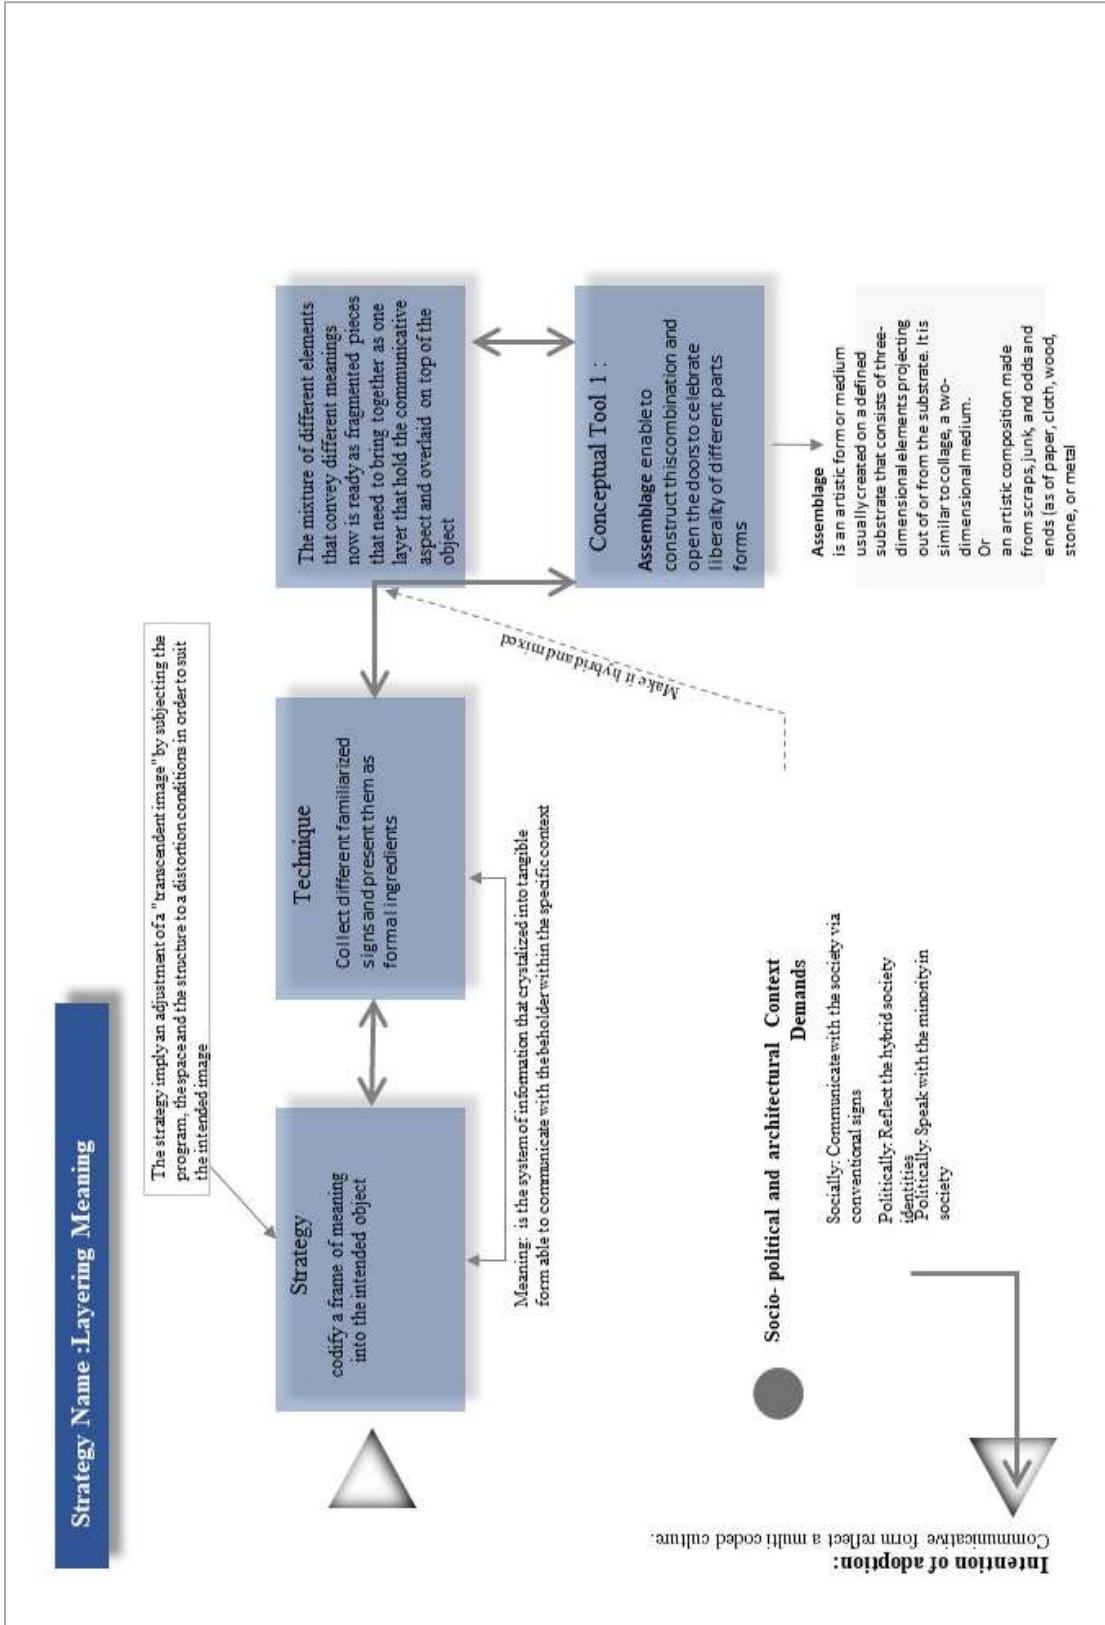 Strategy Name :Layering Meaning
The strategy imply an adjustment of a "transcendent image" by subjecting the
program, the space and the structure to a distortion conditions in order to suit
the intended image
Strategy
codify a frame of meaning
into the intended object
Technique
Collect different familiarized
signs and present them as
formal ingredients
The mixture of different elements
that convey different meanings
now is ready as fragmented pieces
that need to bring together as one
layer that hold the communicative
aspect and overlaid on top of the
object
Meaning: is the system of information that crystalized into tangible
form able to communicate with the beholder within the specific context
Make it hybrid and mixed
Conceptual Tool 1 :
Assemblage enable to
construct this combination and
open the doors to celebrate
liberality of different parts
forms
Assemblage
is an artistic form or medium
usually created on a defined
substrate that consists of three-
dimensional elements projecting
out of or from the substrate. It is
similar to collage, a two-
dimensional medium.
Or
an artistic composition made
from scraps, junk, and odds and
ends (as of paper, cloth, wood,
stone, or metal
Socio- political and architectural Context
Demands
Socially: Communicate with the society via
conventional signs
Politically: Reflect the hybrid society
identities
Politically: Speak with the minority in
society
Intention of adoption:
Communicative form reflect a multi coded culture.